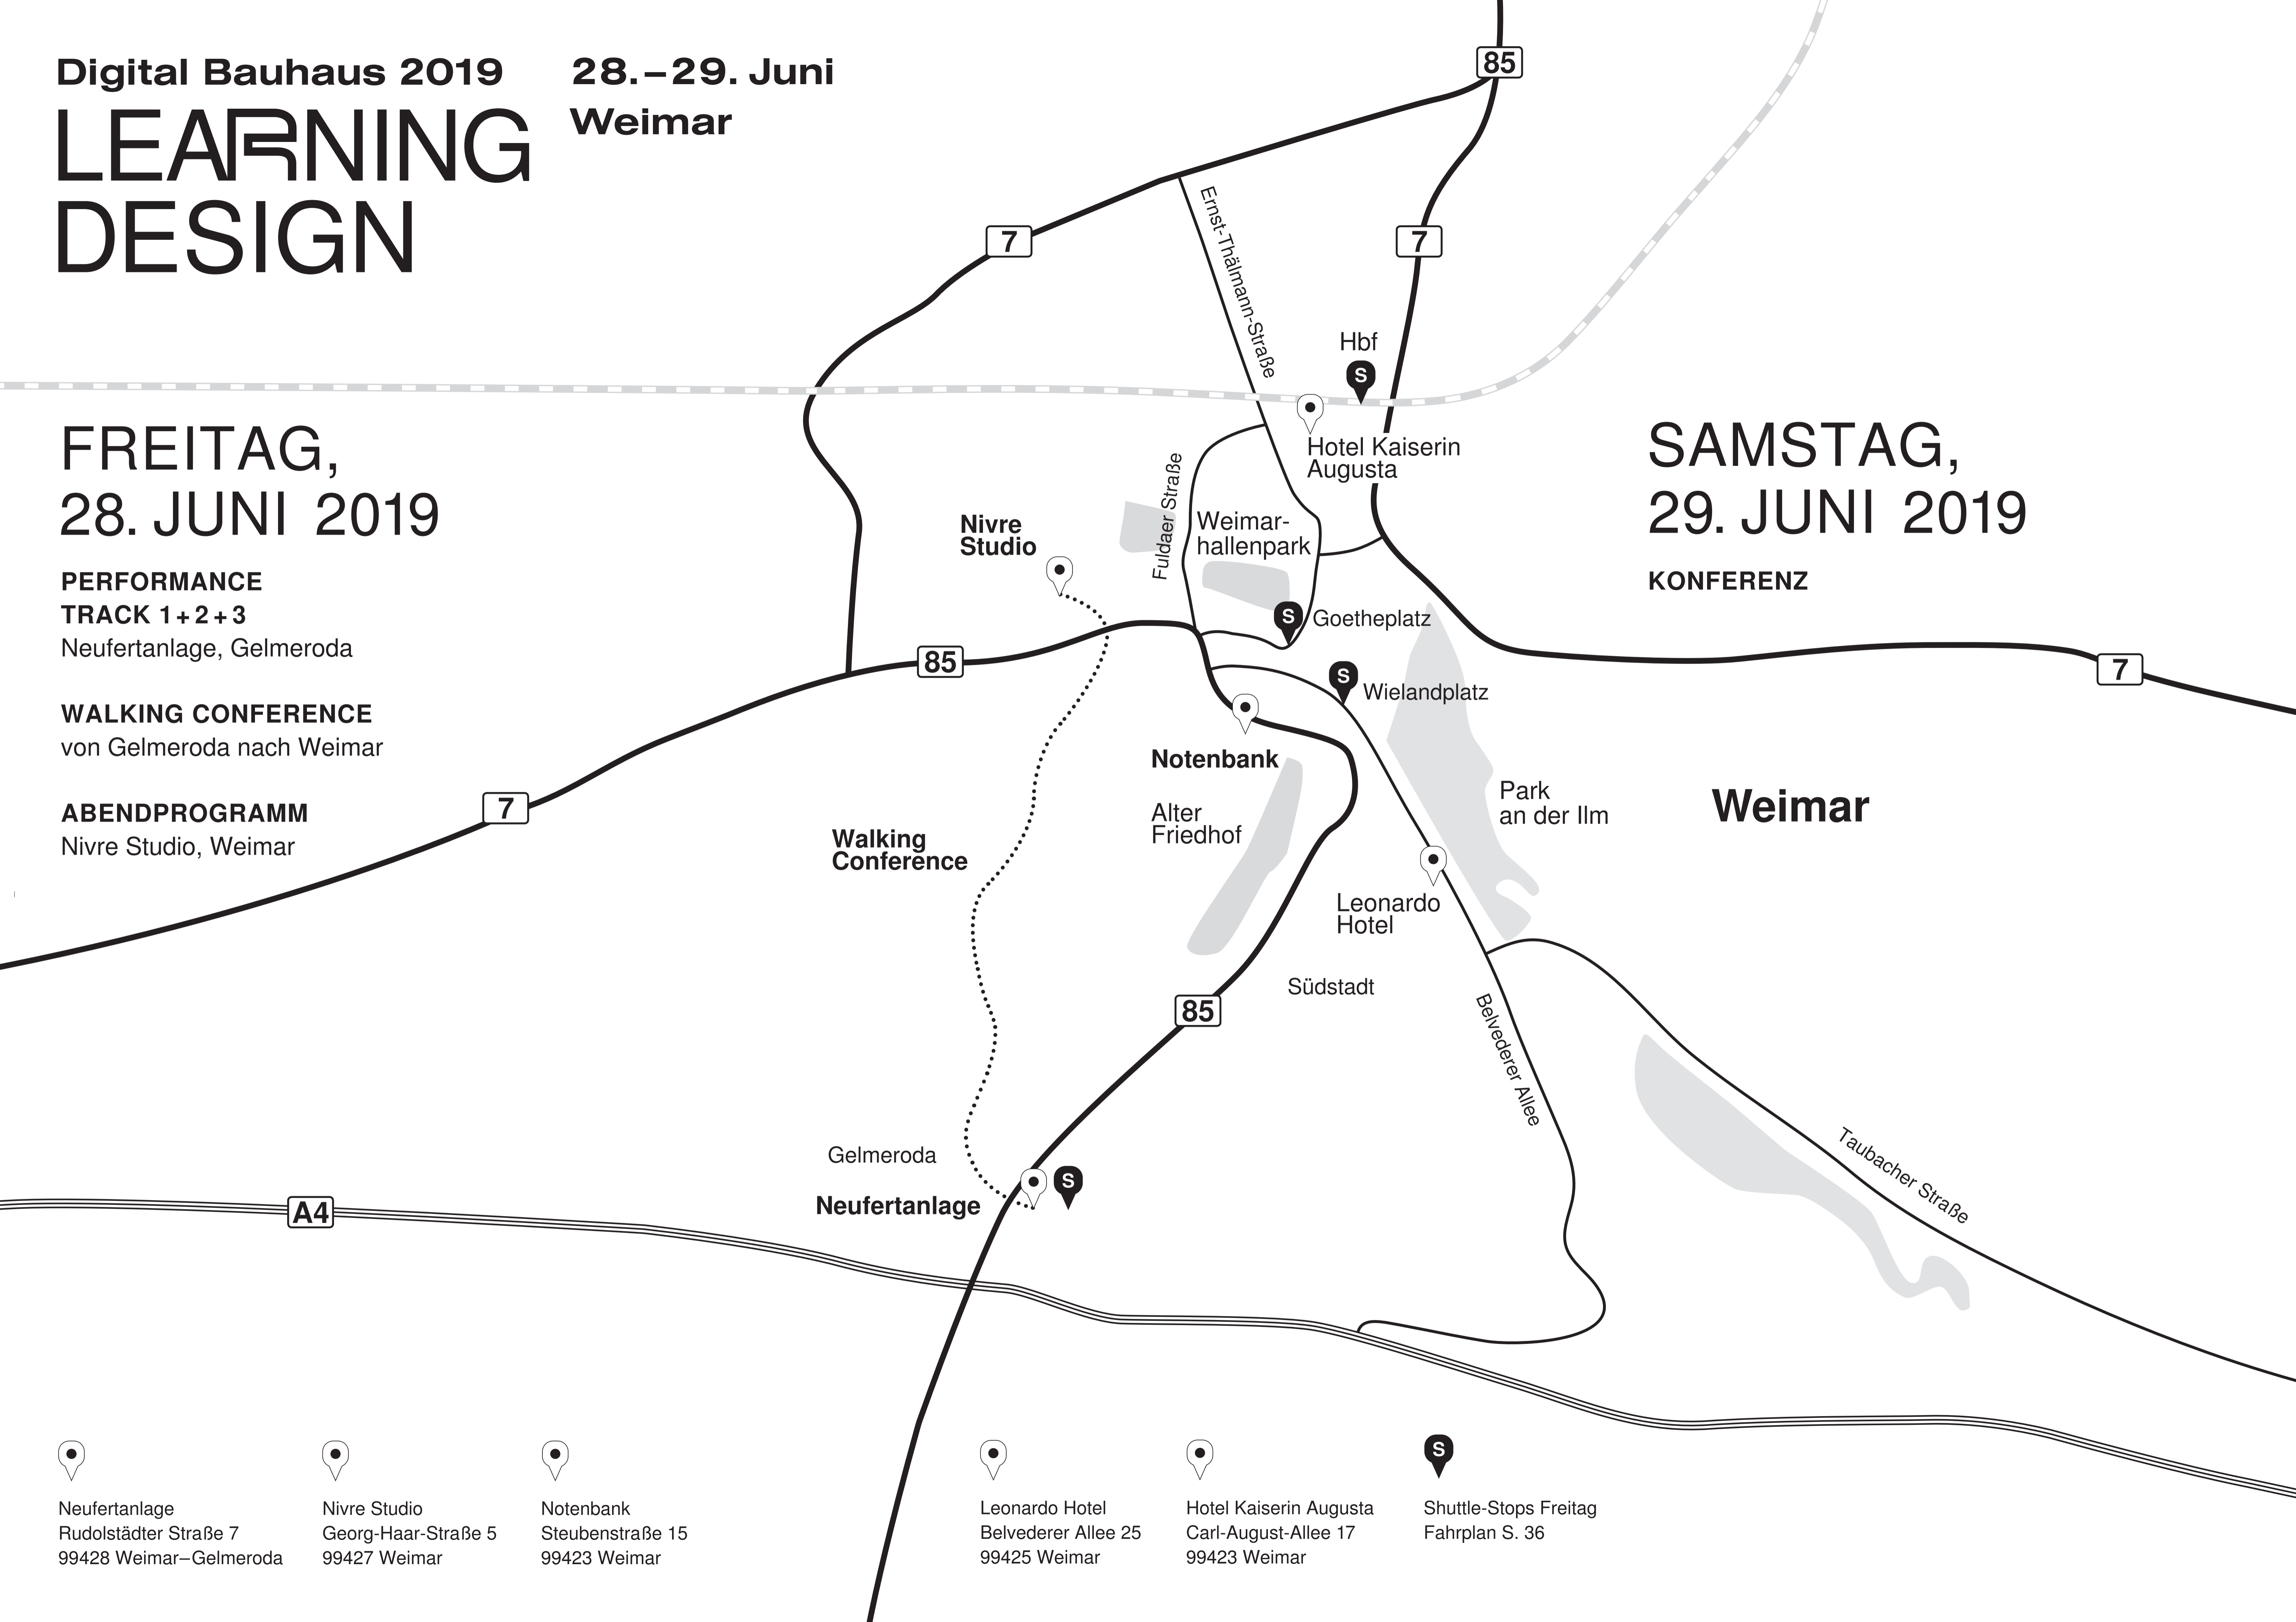 Digital Bauhaus 2019
28.–29. Juni
Weimar
LEARNING
DESIGN
FREITAG,
28. JUNI 2019
PERFORMANCE
TRACK 1+2+3
Neufertanlage, Gelmeroda
WALKING CONFERENCE
von Gelmeroda nach Weimar
ABENDPROGRAMM
Nivre Studio, Weimar
SAMSTAG,
29. JUNI 2019
KONFERENZ
85
7
7
Ernst-Thälmann-Straße
Hbf
S
Hotel Kaiserin
Augusta
Fuldaer Straße
Nivre
Studio
Weimar-
hallenpark
S
Goetheplatz
85
7
S
Wielandplatz
Notenbank
7
Park
an der Ilm
Weimar
Alter
Friedhof
Walking
Conference
Leonardo
Hotel
Südstadt
85
Belvederer Allee
Taubacher Straße
Gelmeroda
S
Neufertanlage
A4
Neufertanlage
Rudolstädter Straße 7
99428 Weimar–Gelmeroda
Nivre Studio
Georg-Haar-Straße 5
99427 Weimar
Notenbank
Steubenstraße 15
99423 Weimar
Leonardo Hotel
Belvederer Allee 25
99425 Weimar
Hotel Kaiserin Augusta
Carl-August-Allee 17
99423 Weimar
S
Shuttle-Stops Freitag
Fahrplan S. 36